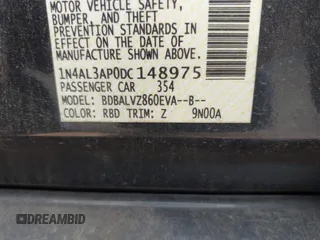 MOTOR VEHICLE SAFETY,
BUMPER, AND THEFT
PREVENTION STANDARDS
IN EFFECT ON THE DATE OF
MANUFACTURE SHOWN ABOVE.
1N4AL3AP0DC148975
PASSENGER CAR 354
MODEL: BDBALVZ860EVA--B--
COLOR: RBD TRIM: Z 9N00A
© DREAMBID